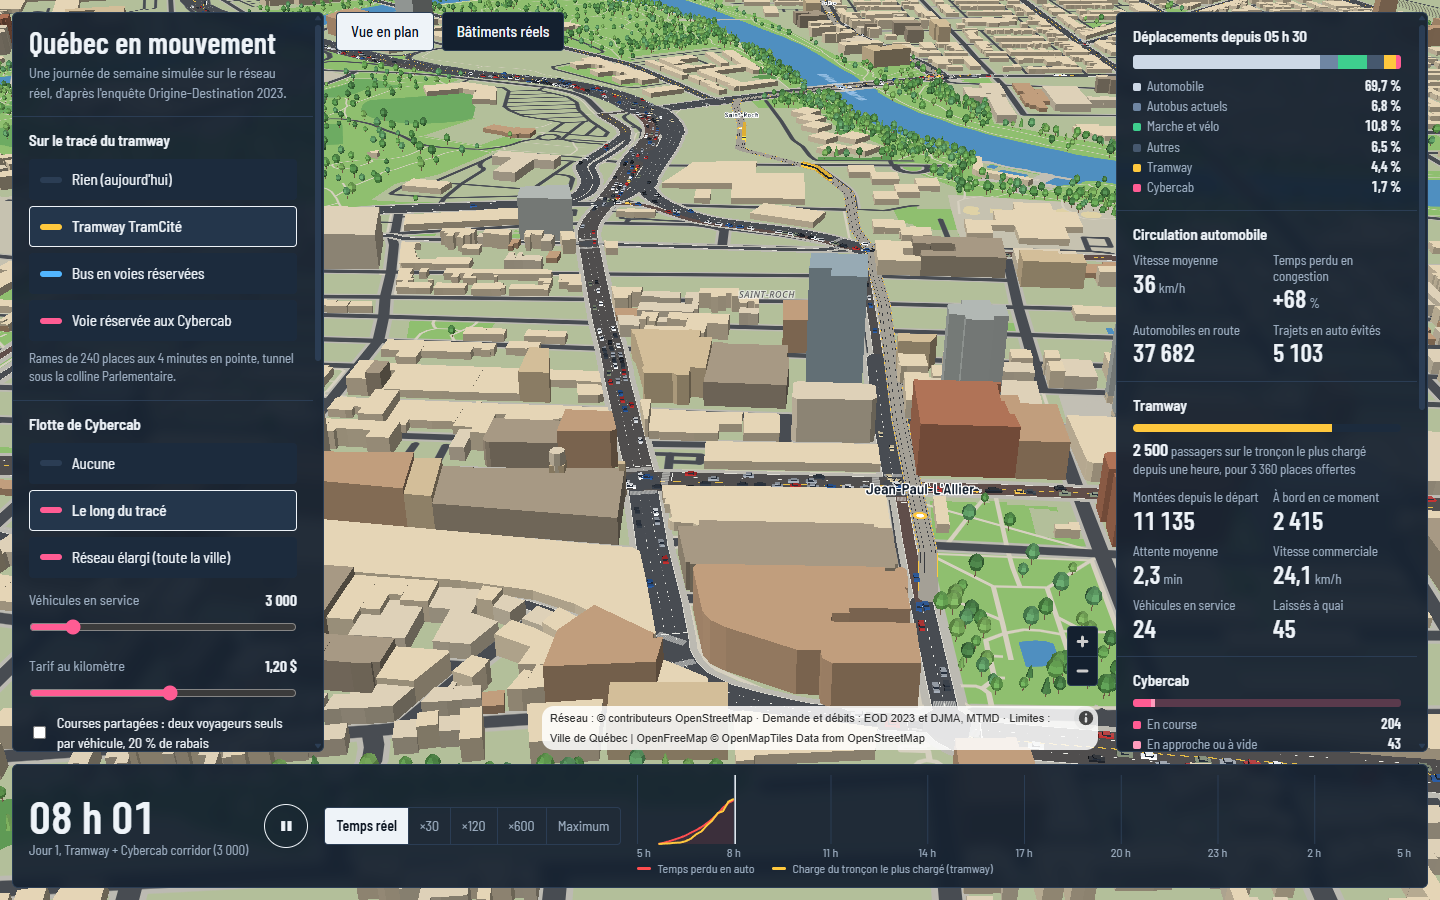 Québec en mouvement
Une journée de semaine simulée sur le réseau
réel, d'après l'enquête Origine-Destination 2023.
Sur le tracé du tramway
Rien (aujourd'hui)
Tramway TramCité
Bus en voies réservées
Voie réservée aux Cybercab
Rames de 240 places aux 4 minutes en pointe, tunnel
sous la colline Parlementaire.
Flotte de Cybercab
Aucune
Le long du tracé
Réseau élargi (toute la ville)
Véhicules en service 3 000
Tarif au kilomètre 1,20 $
Courses partagées : deux voyageurs seuls
par véhicule, 20 % de rabais
Vue en plan
Bâtiments réels
Saint-Roch
SAINT-ROCH
Jean-Paul-L'Allier
+
−
Réseau : © contributeurs OpenStreetMap · Demande et débits : EOD 2023 et DJMA, MTMD · Limites :
Ville de Québec | OpenFreeMap © OpenMapTiles Data from OpenStreetMap
Déplacements depuis 05 h 30
Automobile 69,7 %
Autobus actuels 6,8 %
Marche et vélo 10,8 %
Autres 6,5 %
Tramway 4,4 %
Cybercab 1,7 %
Circulation automobile
Vitesse moyenne
36 km/h
Temps perdu en
congestion
+68 %
Automobiles en route
37 682
Trajets en auto évités
5 103
Tramway
2 500 passagers sur le tronçon le plus chargé
depuis une heure, pour 3 360 places offertes
Montées depuis le départ
11 135
À bord en ce moment
2 415
Attente moyenne
2,3 min
Vitesse commerciale
24,1 km/h
Véhicules en service
24
Laissés à quai
45
Cybercab
En course 204
En approche ou à vide 43
08 h 01
Jour 1, Tramway + Cybercab corridor (3 000)
Temps réel
×30
×120
×600
Maximum
5 h 8 h 11 h 14 h 17 h 20 h 23 h 2 h 5 h
Temps perdu en auto
Charge du tronçon le plus chargé (tramway)